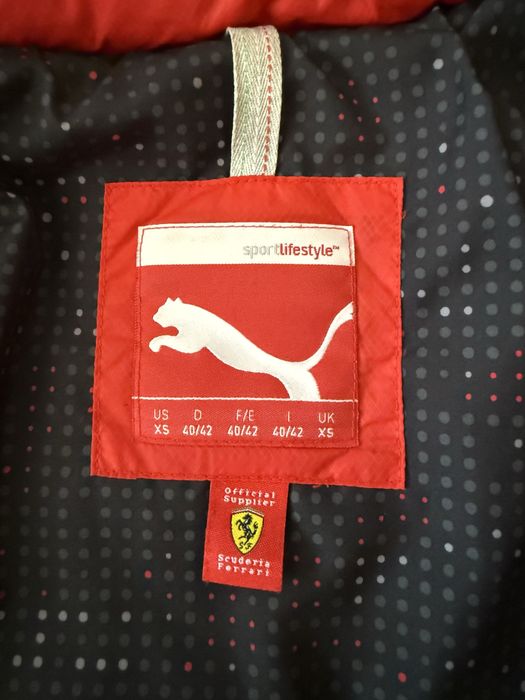 sportlifestyle™
US D F/E I UK
XS 40/42 40/42 40/42 XS
Official
Supplier
S F
Scuderia
Ferrari